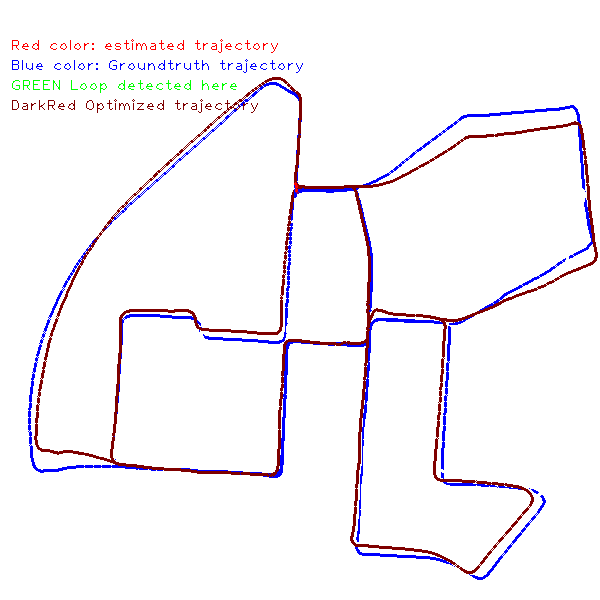 Red color: estimated trajectory
Blue color: Groundtruth trajectory
GREEN Loop detected here
DarkRed Optimized trajectory